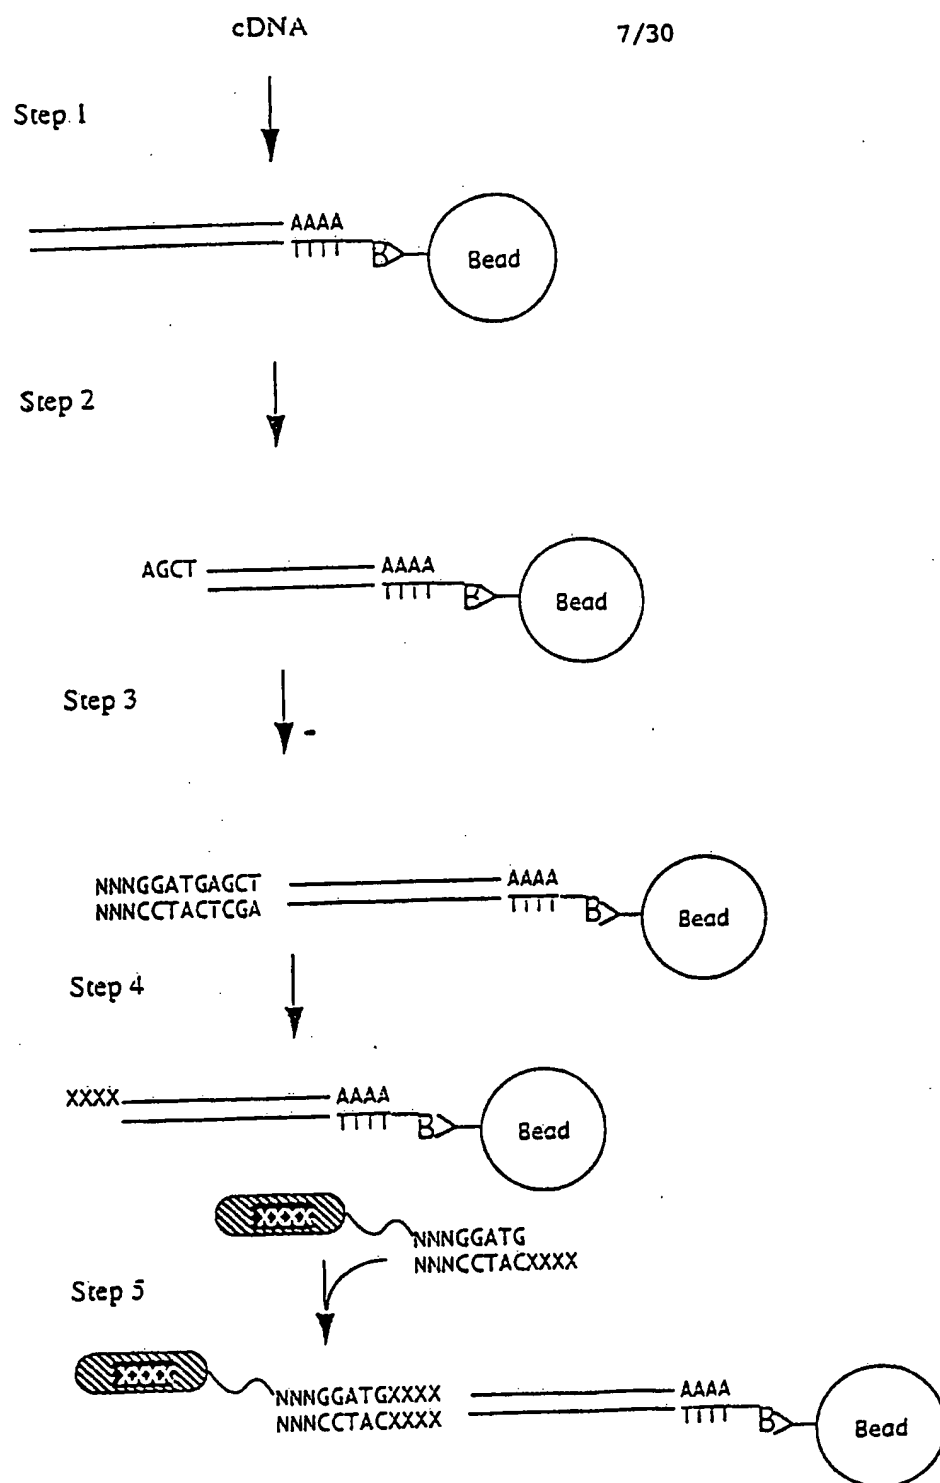 cDNA 7/30
Step 1
AAAA
TTTT B Bead
Step 2
AGCT AAAA
TTTT B Bead
Step 3
NNNGGATGAGCT AAAA
NNNCCTACTCGA TTTT B Bead
Step 4
XXXX AAAA
TTTT B Bead
XXXX
NNNGGATG
NNNCCTACXXXX
Step 5
XXXX
NNNGGATGXXXX AAAA
NNNCCTACXXXX TTTT B Bead